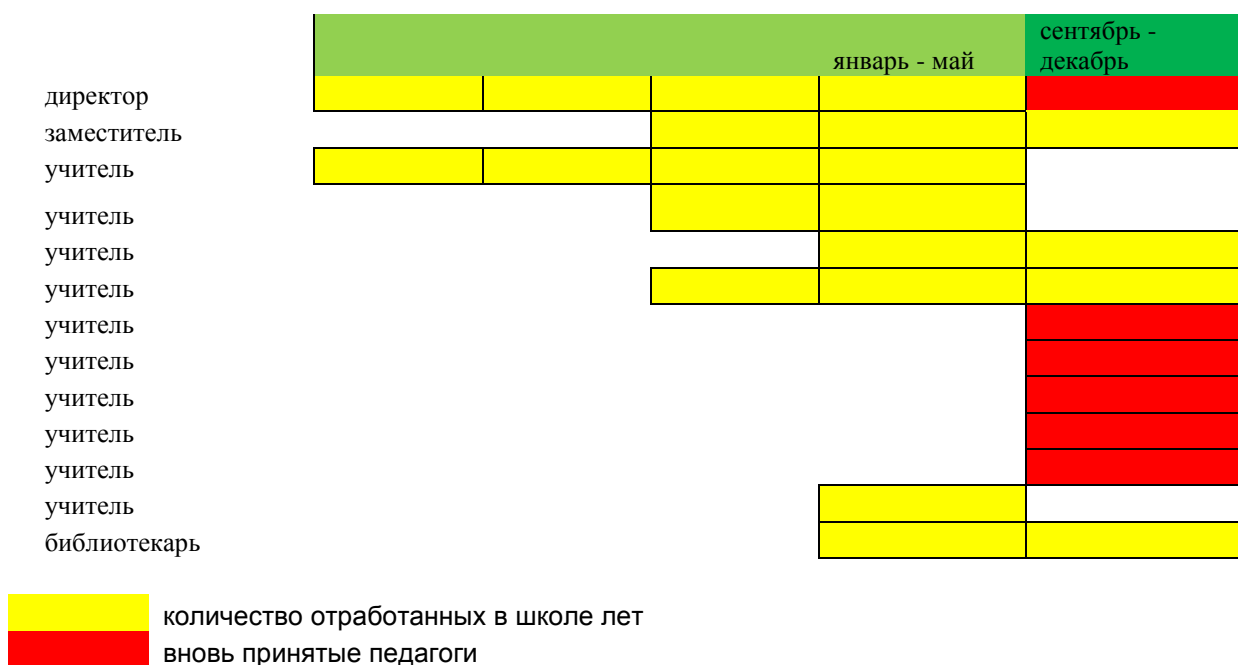 сентябрь -
январь - май декабрь
директор
заместитель
учитель
учитель
учитель
учитель
учитель
учитель
учитель
учитель
учитель
учитель
библиотекарь
количество отработанных в школе лет
вновь принятые педагоги